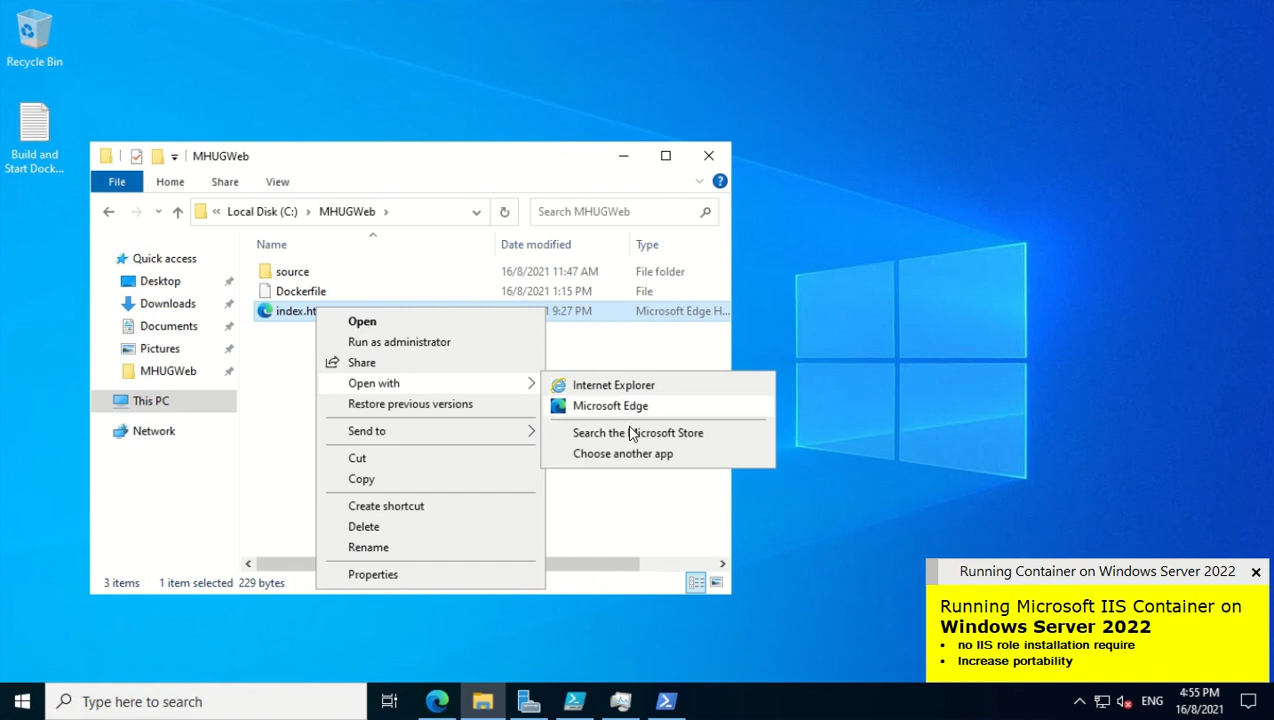 Recycle Bin
Build and
Start Dock...
MHUGWeb
File
Home
Share
View
Local Disk (C:)
MHUGWeb
Search MHUGWeb
Name
Date modified
Type
Quick access
Desktop
Downloads
Documents
Pictures
MHUGWeb
This PC
Network
source
16/8/2021 11:47 AM
File folder
Dockerfile
16/8/2021 1:15 PM
File
index.ht
1 9:27 PM
Microsoft Edge H...
Open
Run as administrator
Share
Open with
Restore previous versions
Send to
Cut
Copy
Create shortcut
Delete
Rename
Properties
Internet Explorer
Microsoft Edge
Search the Microsoft Store
Choose another app
3 items
1 item selected
229 bytes
Running Container on Windows Server 2022
Running Microsoft IIS Container on
Windows Server 2022
• no IIS role installation require
• Increase portability
Type here to search
ENG
4:55 PM
16/8/2021